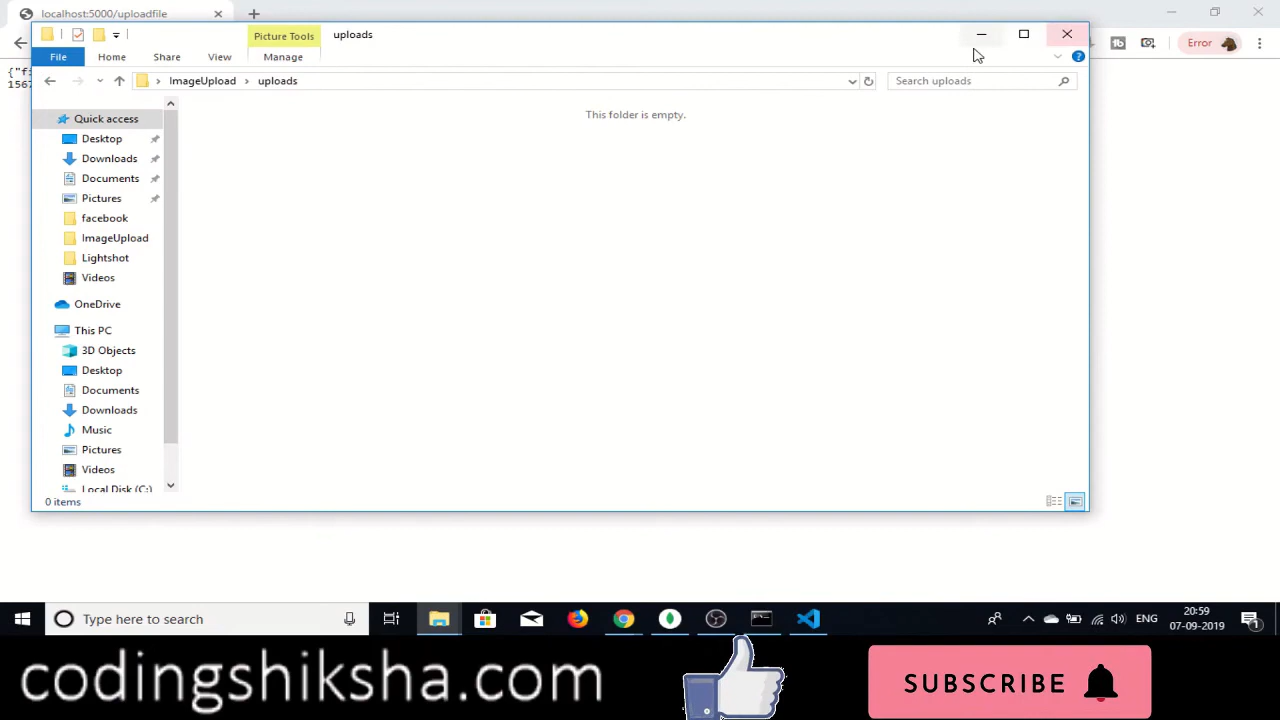 localhost:5000/uploadfile
Error
{"fi
1567
Picture Tools
uploads
File
Home
Share
View
Manage
ImageUpload
uploads
Search uploads
This folder is empty.
Quick access
Desktop
Downloads
Documents
Pictures
facebook
ImageUpload
Lightshot
Videos
OneDrive
This PC
3D Objects
Desktop
Documents
Downloads
Music
Pictures
Videos
Local Disk (C:)
0 items
Type here to search
ENG
20:59
07-09-2019
1
codingshiksha.com
SUBSCRIBE